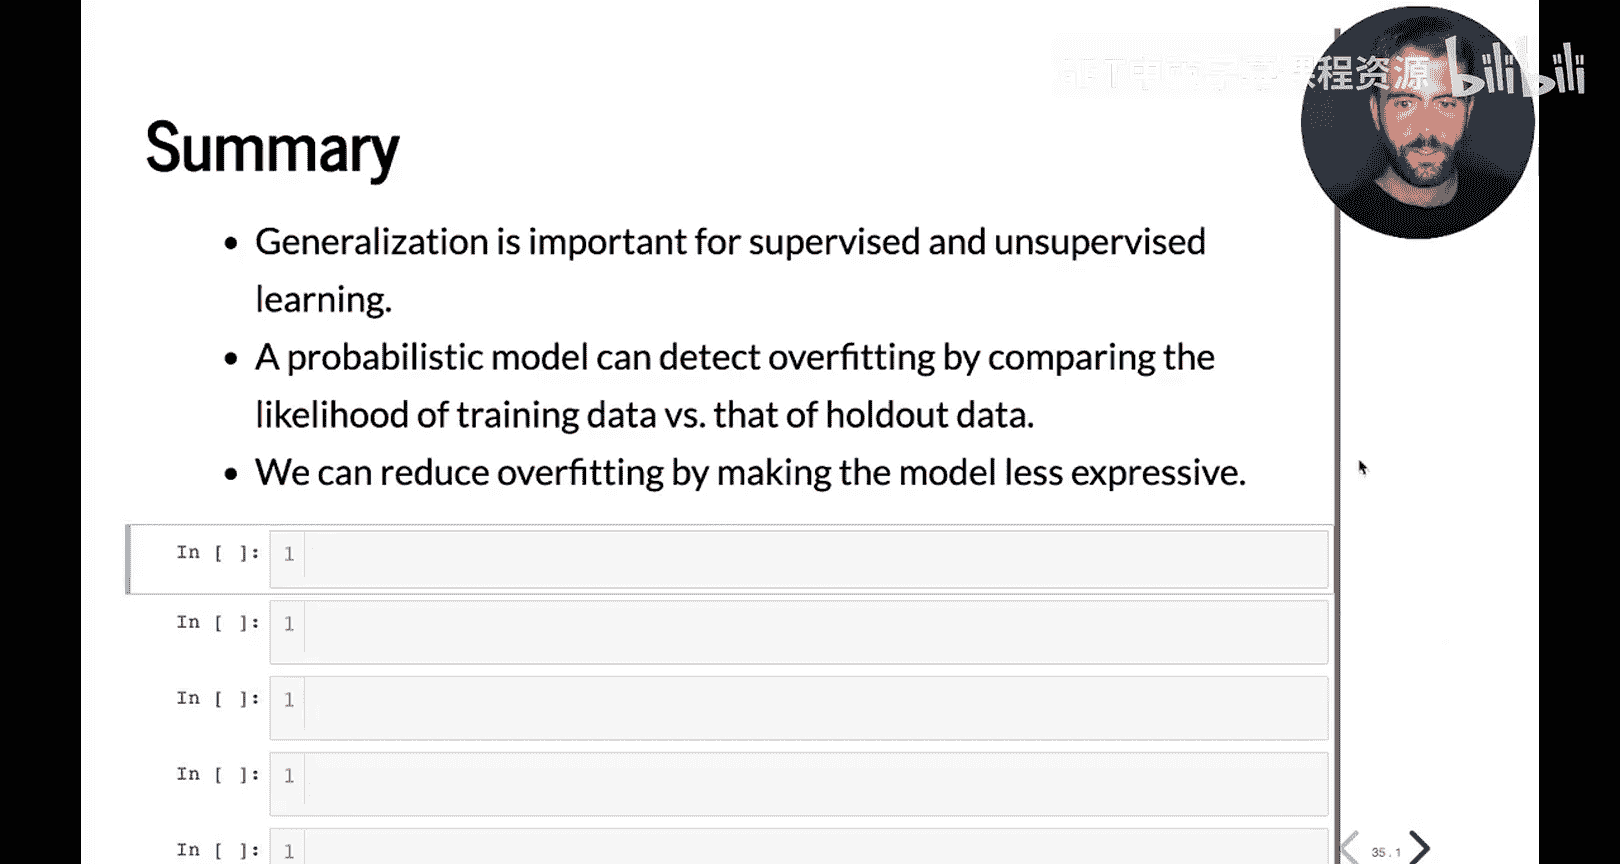 课程资源 bilibili
Summary
• Generalization is important for supervised and unsupervised
learning.
• A probabilistic model can detect overfitting by comparing the
likelihood of training data vs. that of holdout data.
• We can reduce overfitting by making the model less expressive.
In [ ]: 1
In [ ]: 1
In [ ]: 1
In [ ]: 1
In [ ]: 1
35.1